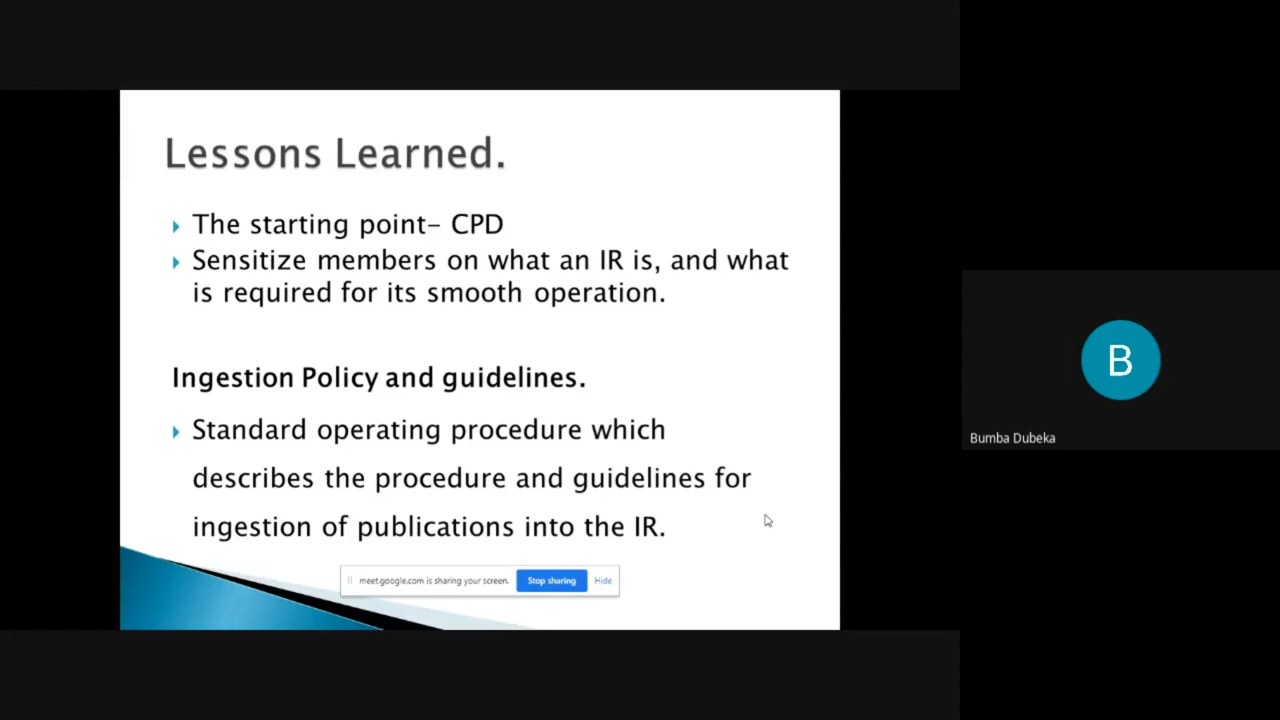 Lessons Learned.
The starting point- CPD
Sensitize members on what an IR is, and what
is required for its smooth operation.
Ingestion Policy and guidelines.
Standard operating procedure which
describes the procedure and guidelines for
ingestion of publications into the IR.
meet.google.com is sharing your screen. Stop sharing Hide
B
Bumba Dubeka